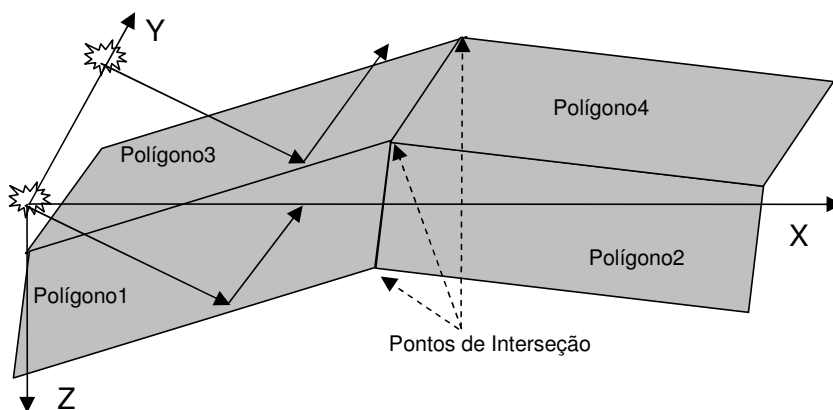 Y
Polígono4
Polígono3
X
Polígono2
Polígono1
Pontos de Interseção
Z